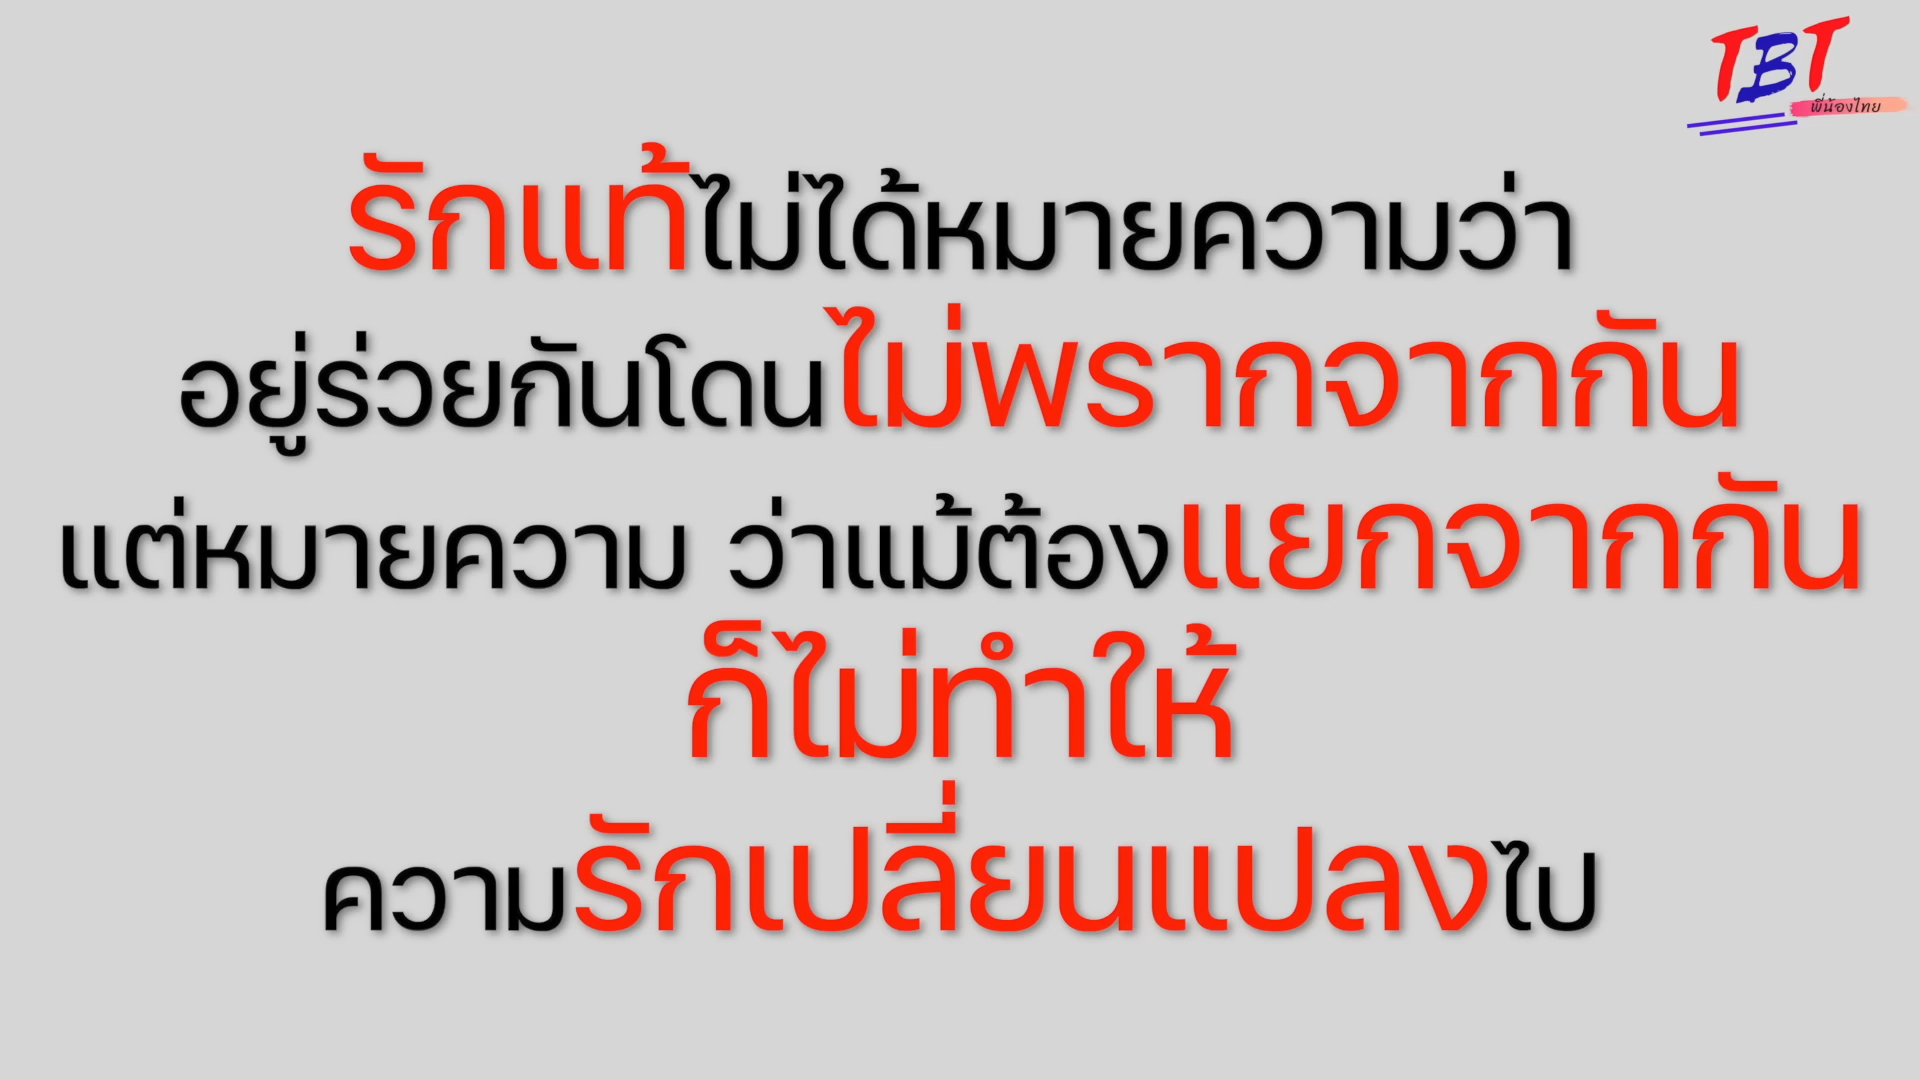 TBT
พี่น้องไทย
รักแท้ไม่ได้หมายความว่า
อยู่ร่วยกันโดนไม่พรากจากกัน
แต่หมายความ ว่าแม้ต้องแยกจากกัน
ก็ไม่ทำให้
ความรักเปลี่ยนแปลงไป